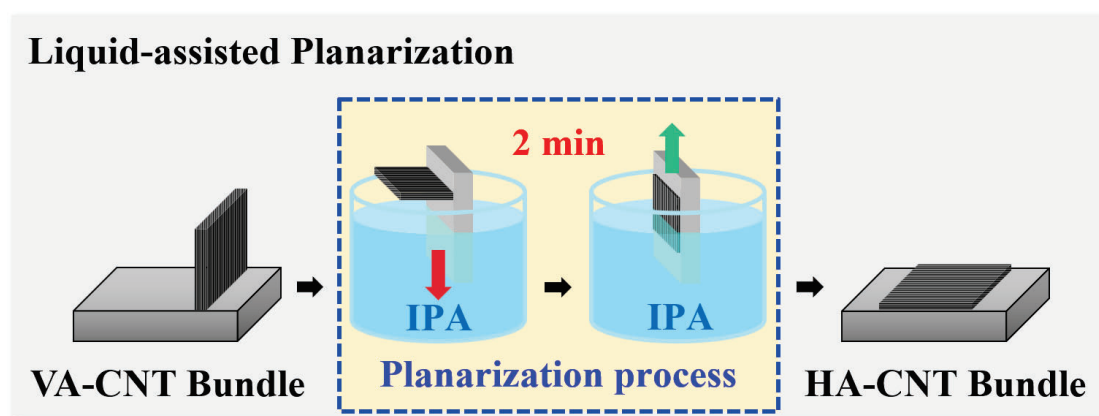 Liquid-assisted Planarization
2 min
IPA
IPA
VA-CNT Bundle
Planarization process
HA-CNT Bundle